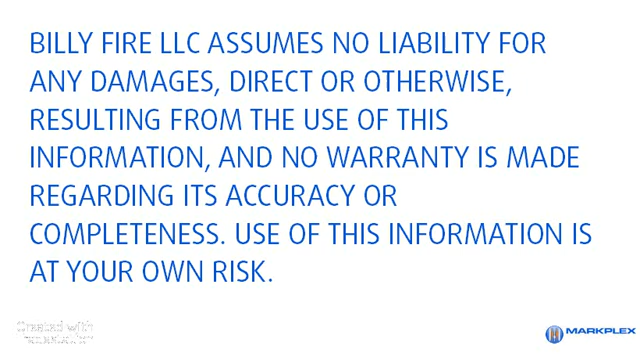 BILLY FIRE LLC ASSUMES NO LIABILITY FOR
ANY DAMAGES, DIRECT OR OTHERWISE,
RESULTING FROM THE USE OF THIS
INFORMATION, AND NO WARRANTY IS MADE
REGARDING ITS ACCURACY OR
COMPLETENESS. USE OF THIS INFORMATION IS
AT YOUR OWN RISK.
Created with
MARKPLEX